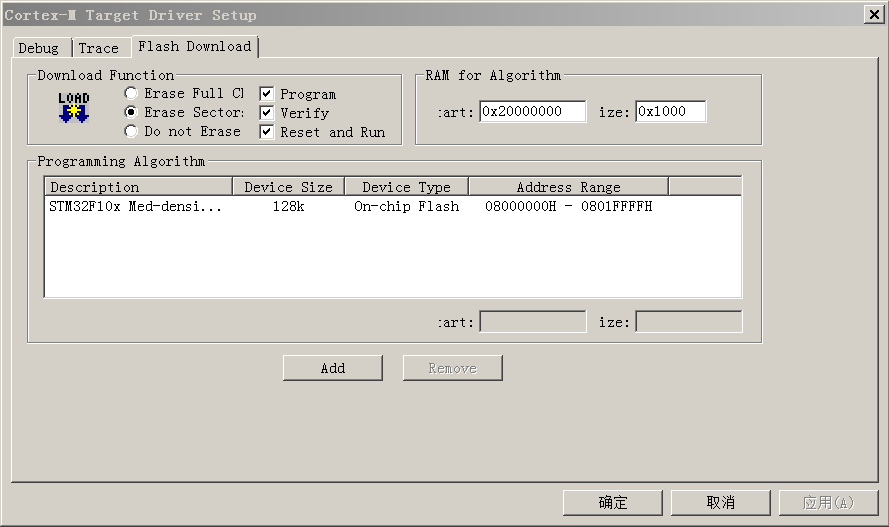 Cortex-M Target Driver Setup
Debug Trace Flash Download
Download Function
LOAD
Erase Full Cl
Erase Sector:
Do not Erase
Program
Verify
Reset and Run
RAM for Algorithm
:art: 0x20000000 ize: 0x1000
Programming Algorithm
Description Device Size Device Type Address Range
STM32F10x Med-densi... 128k On-chip Flash 08000000H - 0801FFFFH
:art: ize:
Add Remove
确定 取消 应用(A)